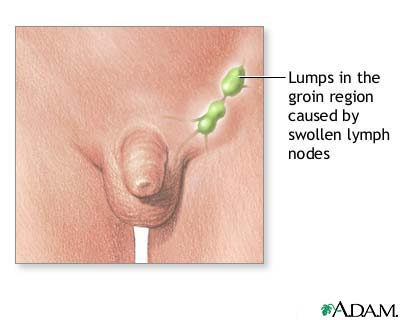 Lumps in the
groin region
caused by
swollen lymph
nodes
A.D.A.M.